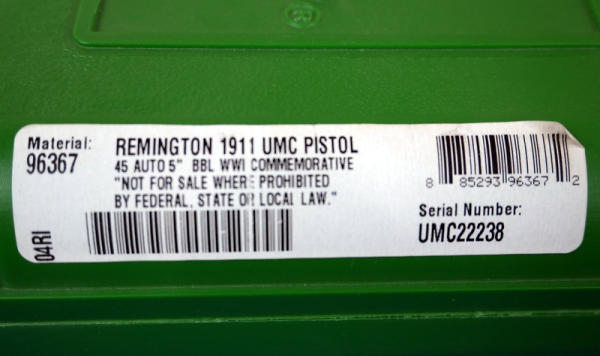 Material:
96367
REMINGTON 1911 UMC PISTOL
45 AUTO 5" BBL WWI COMMEMORATIVE
"NOT FOR SALE WHERE PROHIBITED
BY FEDERAL, STATE OR LOCAL LAW."
04RI
8 85293 96367 2
Serial Number:
UMC22238
®